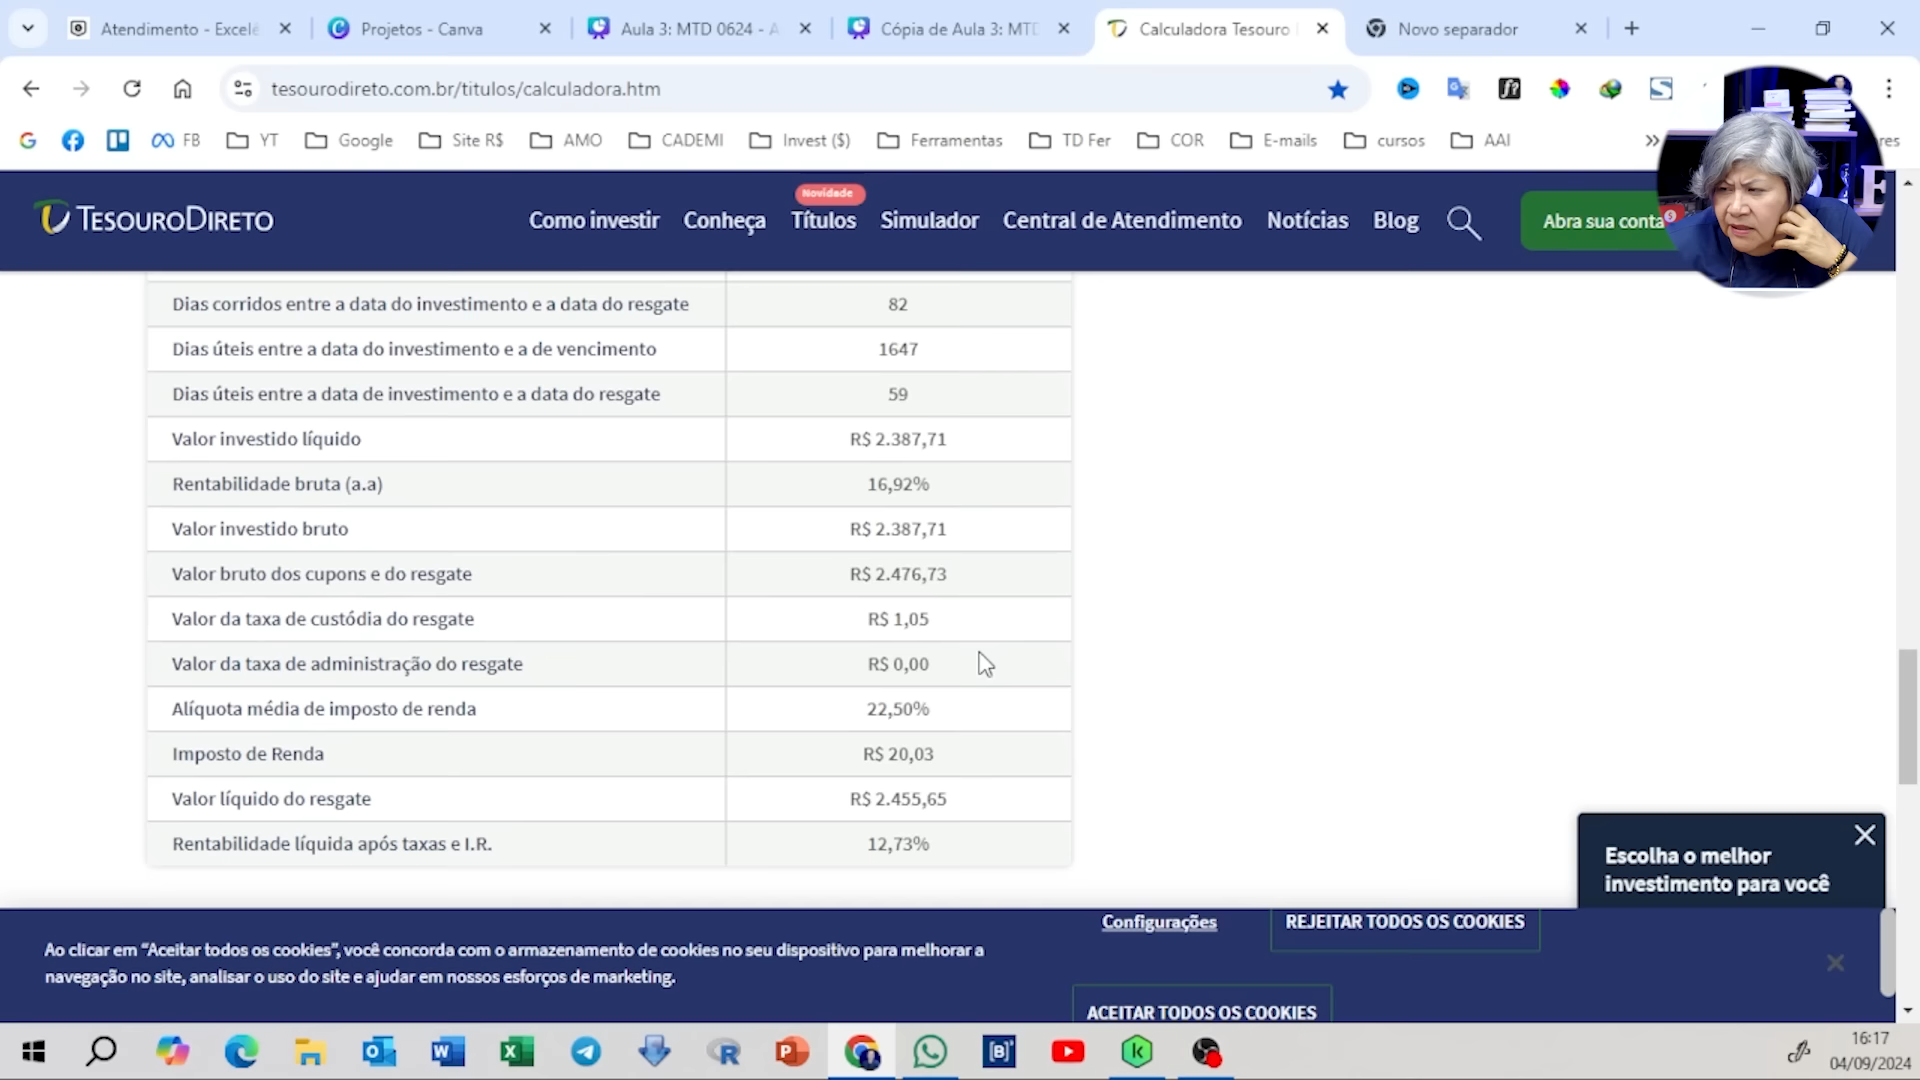 Atendimento - Excelê
Projetos - Canva
Aula 3: MTD 0624 - A
Cópia de Aula 3: MTD
Calculadora Tesouro
Novo separador
tesourodireto.com.br/titulos/calculadora.htm
FB
YT
Google
Site R$
AMO
CADEMI
Invest ($)
Ferramentas
TD Fer
COR
E-mails
cursos
AAI
»
res
TESOURODIRETO
Como investir
Conheça
Novidade
Títulos
Simulador
Central de Atendimento
Notícias
Blog
Abra sua conta
Dias corridos entre a data do investimento e a data do resgate 82
Dias úteis entre a data do investimento e a de vencimento 1647
Dias úteis entre a data de investimento e a data do resgate 59
Valor investido líquido R$ 2.387,71
Rentabilidade bruta (a.a) 16,92%
Valor investido bruto R$ 2.387,71
Valor bruto dos cupons e do resgate R$ 2.476,73
Valor da taxa de custódia do resgate R$ 1,05
Valor da taxa de administração do resgate R$ 0,00
Alíquota média de imposto de renda 22,50%
Imposto de Renda R$ 20,03
Valor líquido do resgate R$ 2.455,65
Rentabilidade líquida após taxas e I.R. 12,73%
Escolha o melhor
investimento para você
Ao clicar em “Aceitar todos os cookies”, você concorda com o armazenamento de cookies no seu dispositivo para melhorar a
navegação no site, analisar o uso do site e ajudar em nossos esforços de marketing.
Configurações
REJEITAR TODOS OS COOKIES
ACEITAR TODOS OS COOKIES
16:17
04/09/2024